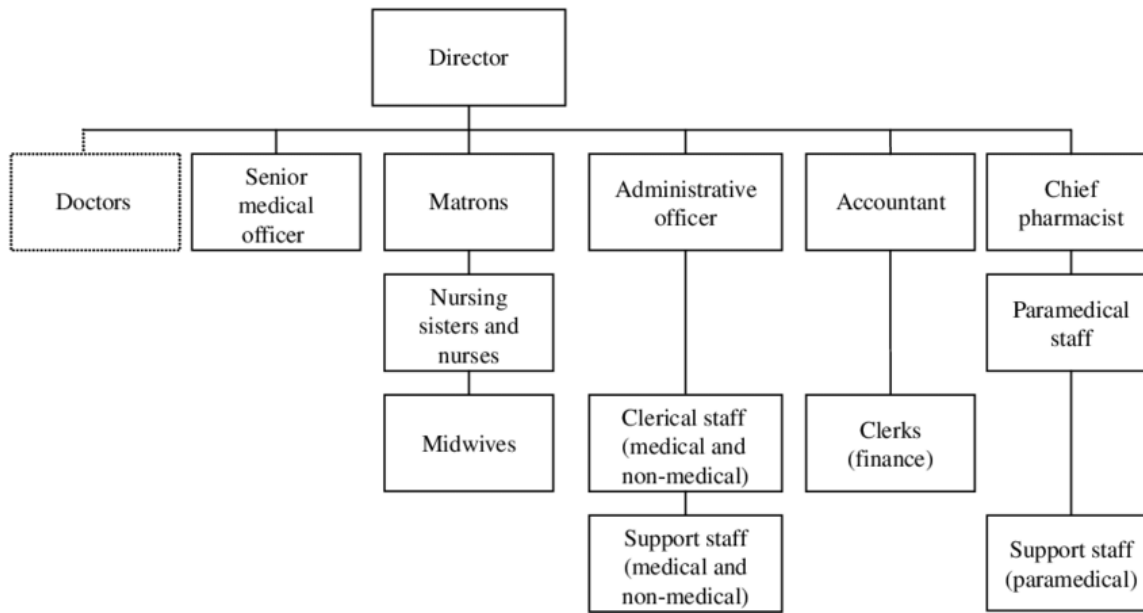 Director
Doctors
Senior
medical
officer
Matrons
Administrative
officer
Accountant
Chief
pharmacist
Nursing
sisters and
nurses
Paramedical
staff
Midwives
Clerical staff
(medical and
non-medical)
Clerks
(finance)
Support staff
(medical and
non-medical)
Support staff
(paramedical)